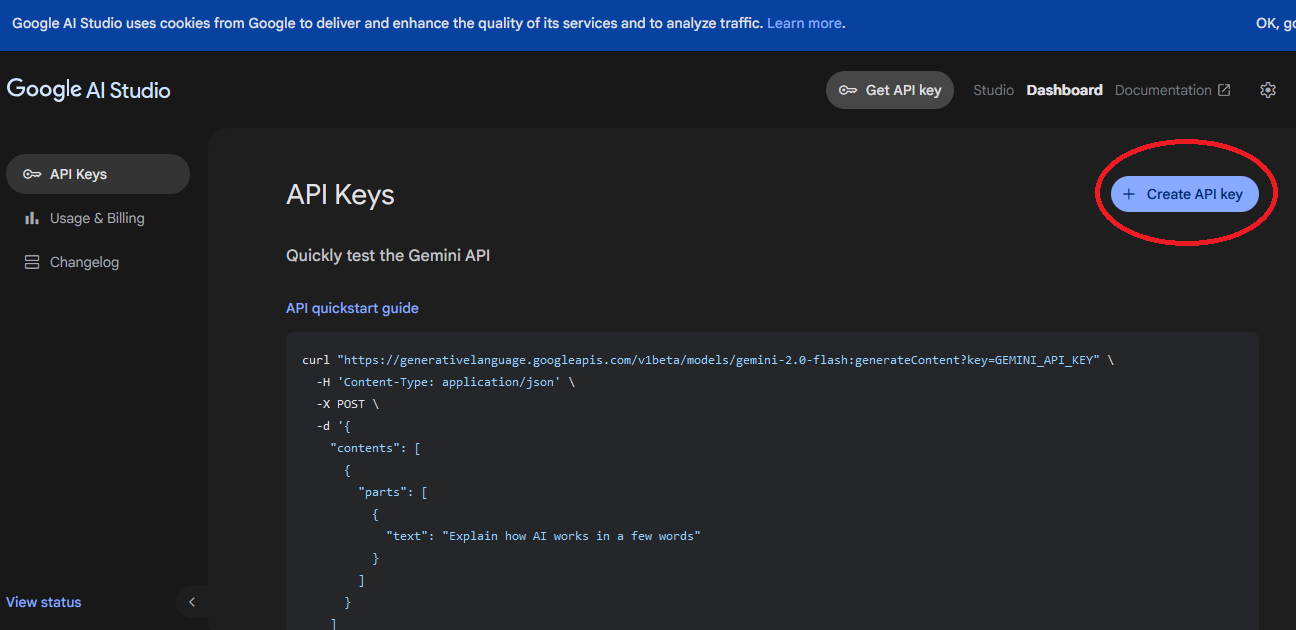 Google AI Studio uses cookies from Google to deliver and enhance the quality of its services and to analyze traffic. Learn more.
OK, go
Google AI Studio
Get API key
Studio
Dashboard
Documentation
API Keys
Usage & Billing
Changelog
View status
API Keys
+ Create API key
Quickly test the Gemini API
API quickstart guide
curl "https://generativelanguage.googleapis.com/v1beta/models/gemini-2.0-flash:generateContent?key=GEMINI_API_KEY" \
-H 'Content-Type: application/json' \
-X POST \
-d '{
"contents": [
{
"parts": [
{
"text": "Explain how AI works in a few words"
}
]
}
]